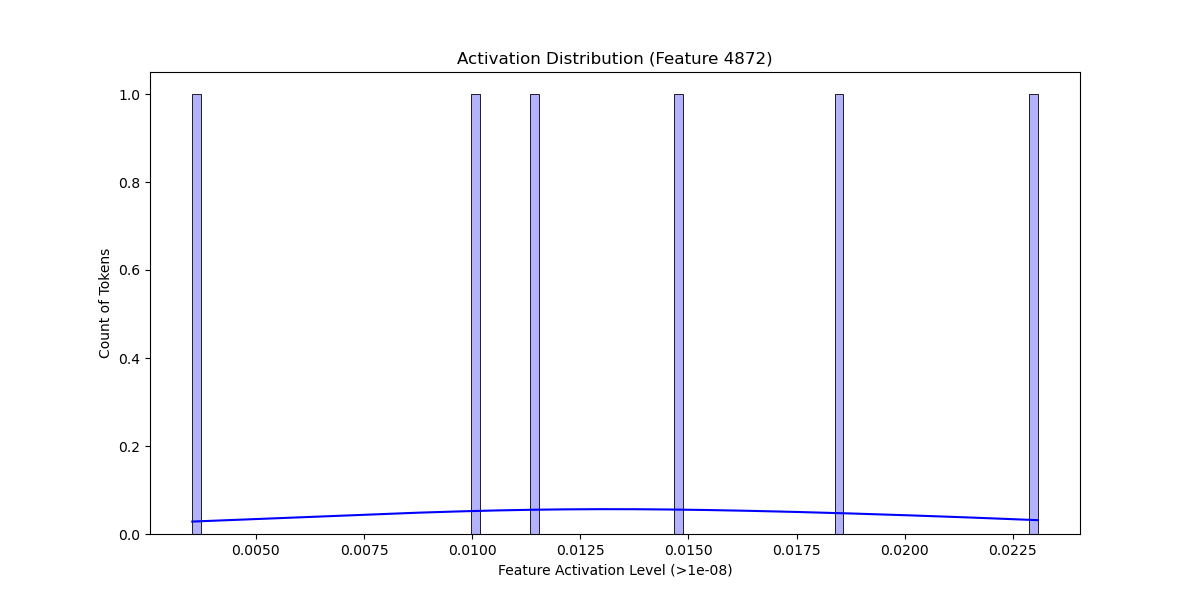 Activation Distribution (Feature 4872)
1.0
0.8
0.6
0.4
0.2
0.0
Count of Tokens
0.0050 0.0075 0.0100 0.0125 0.0150 0.0175 0.0200 0.0225
Feature Activation Level (>1e-08)